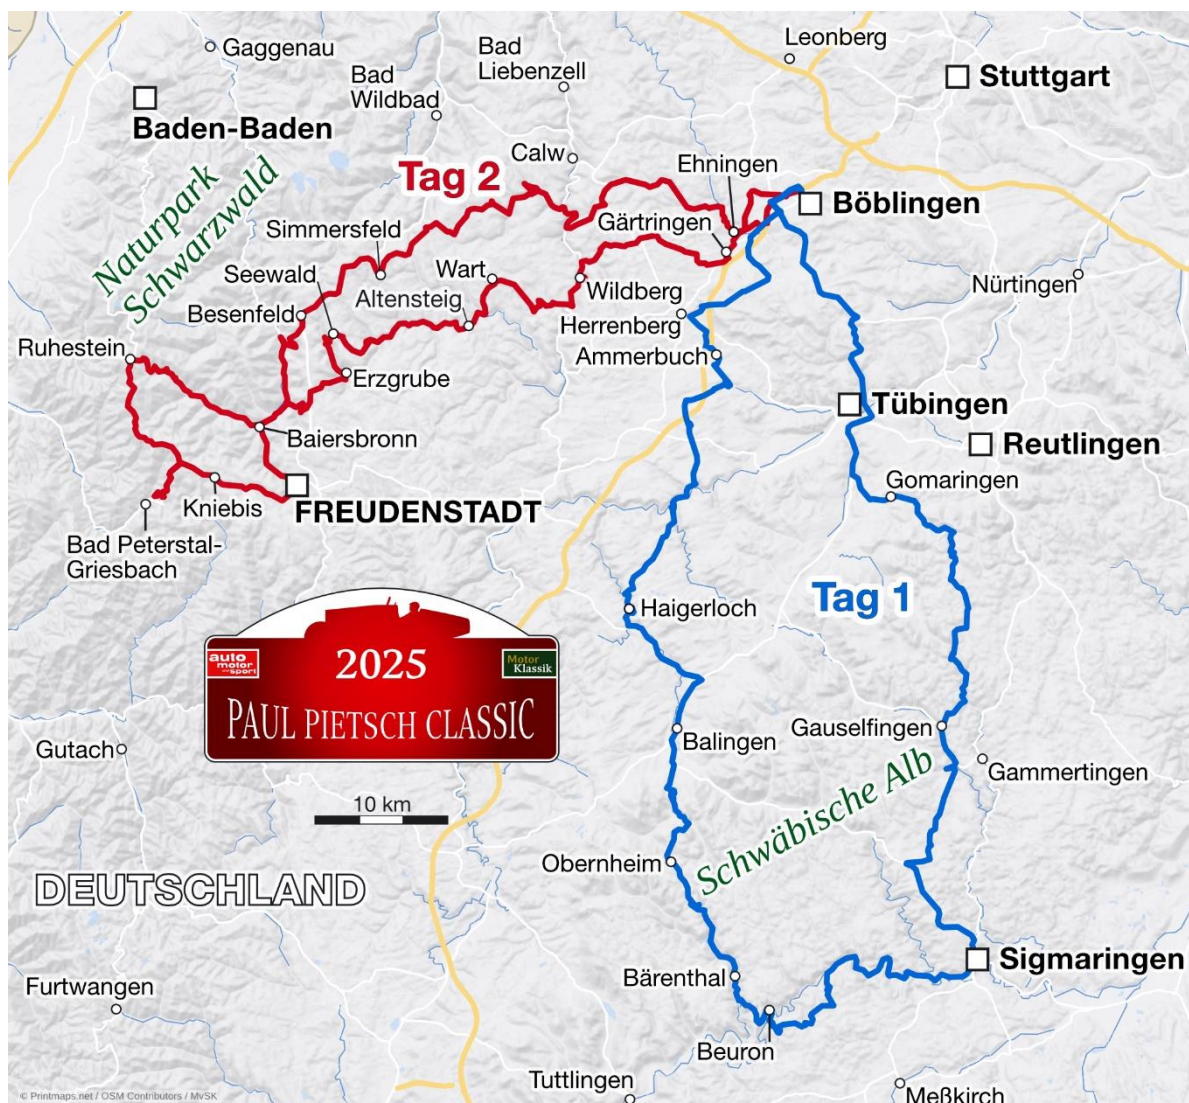 Gaggenau
Bad
Liebenzell
Leonberg
Stuttgart
Bad
Wildbad
Baden-Baden
Calw
Ehningen
Tag 2
Naturpark
Schwarzwald
Böblingen
Simmersfeld
Gärtringen
Seewald
Wart
Altensteig
Wildberg
Nürtingen
Besenfeld
Herrenberg
Ruhestein
Ammerbuch
Erzgrube
Tübingen
Baiersbronn
Reutlingen
Gomaringen
Kniebis
FREUDENSTADT
Bad Peterstal-
Griesbach
Tag 1
Haigerloch
auto
motor
und
sport
2025
Motor
Klassik
PAUL PIETSCH CLASSIC
Gutach
Balingen
Gauselfingen
Gammertingen
Schwäbische Alb
10 km
Obernheim
DEUTSCHLAND
Sigmaringen
Bärenthal
Furtwangen
Beuron
Tuttlingen
Meßkirch
© Printmaps.net / OSM Contributors / MvSK